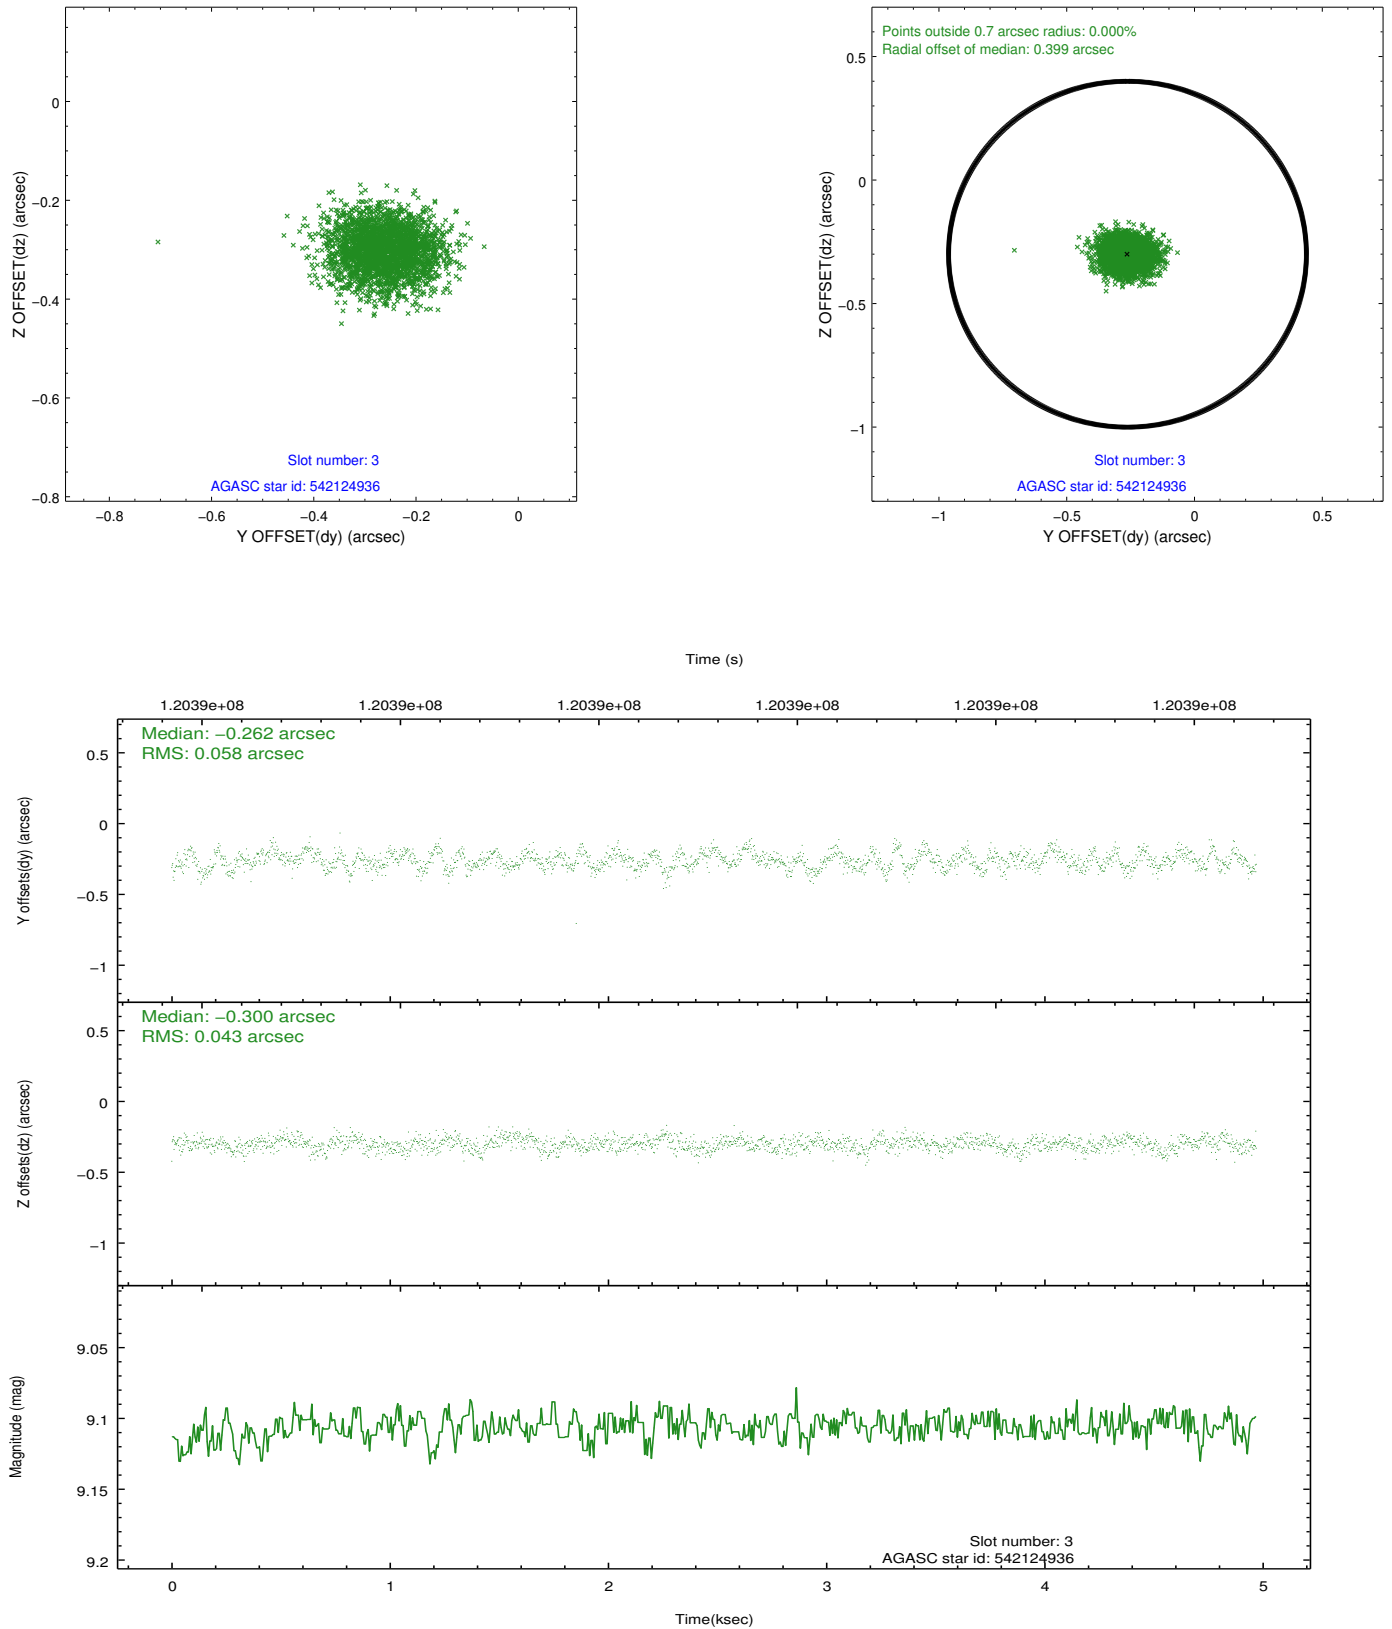 0
−0.2
−0.4
−0.6
−0.8
Z OFFSET(dz) (arcsec)
Slot number: 3
AGASC star id: 542124936
−0.8
−0.6
−0.4
−0.2
0
Y OFFSET(dy) (arcsec)
Points outside 0.7 arcsec radius: 0.000%
Radial offset of median: 0.399 arcsec
0.5
0
−0.5
−1
Z OFFSET(dz) (arcsec)
Slot number: 3
AGASC star id: 542124936
−1
−0.5
0
0.5
Y OFFSET(dy) (arcsec)
Time (s)
1.2039e+08
1.2039e+08
1.2039e+08
1.2039e+08
1.2039e+08
1.2039e+08
Median: −0.262 arcsec
RMS: 0.058 arcsec
0.5
0
−0.5
−1
Y offsets(dy) (arcsec)
Median: −0.300 arcsec
RMS: 0.043 arcsec
0.5
0
−0.5
−1
Z offsets(dz) (arcsec)
9.05
9.1
9.15
9.2
Magnitude (mag)
Slot number: 3
AGASC star id: 542124936
0
1
2
3
4
5
Time(ksec)